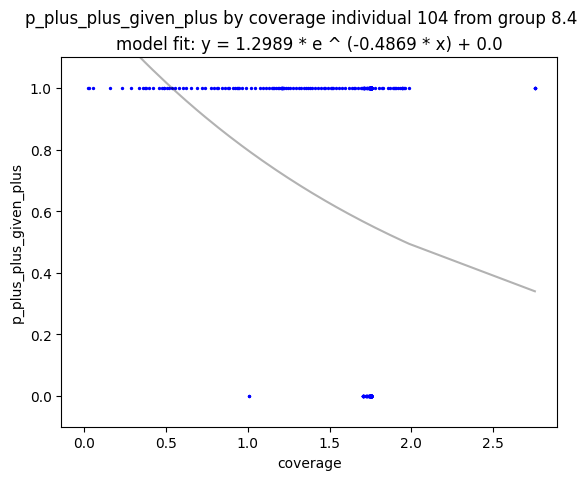 p_plus_plus_given_plus by coverage individual 104 from group 8.4
model fit: y = 1.2989 * e ^ (-0.4869 * x) + 0.0
1.0
0.8
0.6
0.4
0.2
0.0
p_plus_plus_given_plus
0.0 0.5 1.0 1.5 2.0 2.5
coverage